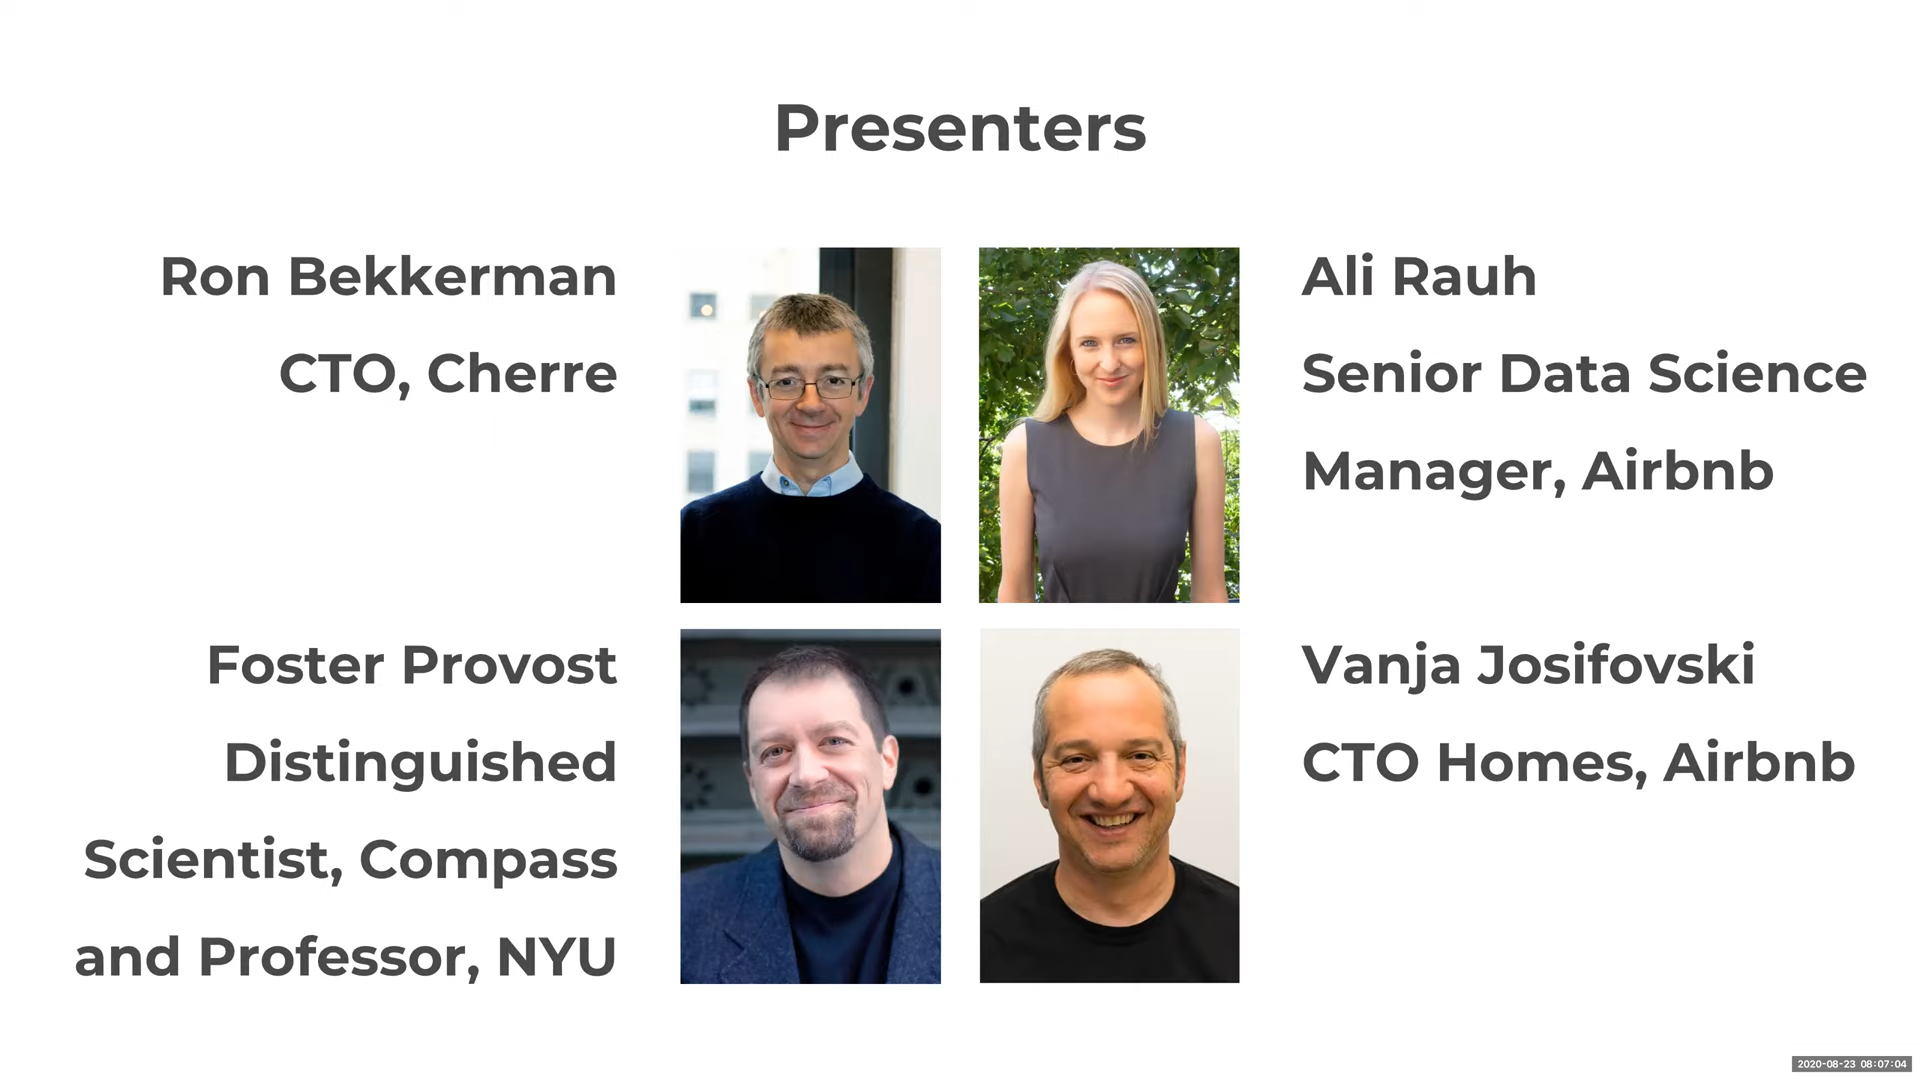 Presenters
Ron Bekkerman
CTO, Cherre
Ali Rauh
Senior Data Science
Manager, Airbnb
Foster Provost
Distinguished
Scientist, Compass
and Professor, NYU
Vanja Josifovski
CTO Homes, Airbnb
2020-08-23 08:07:04